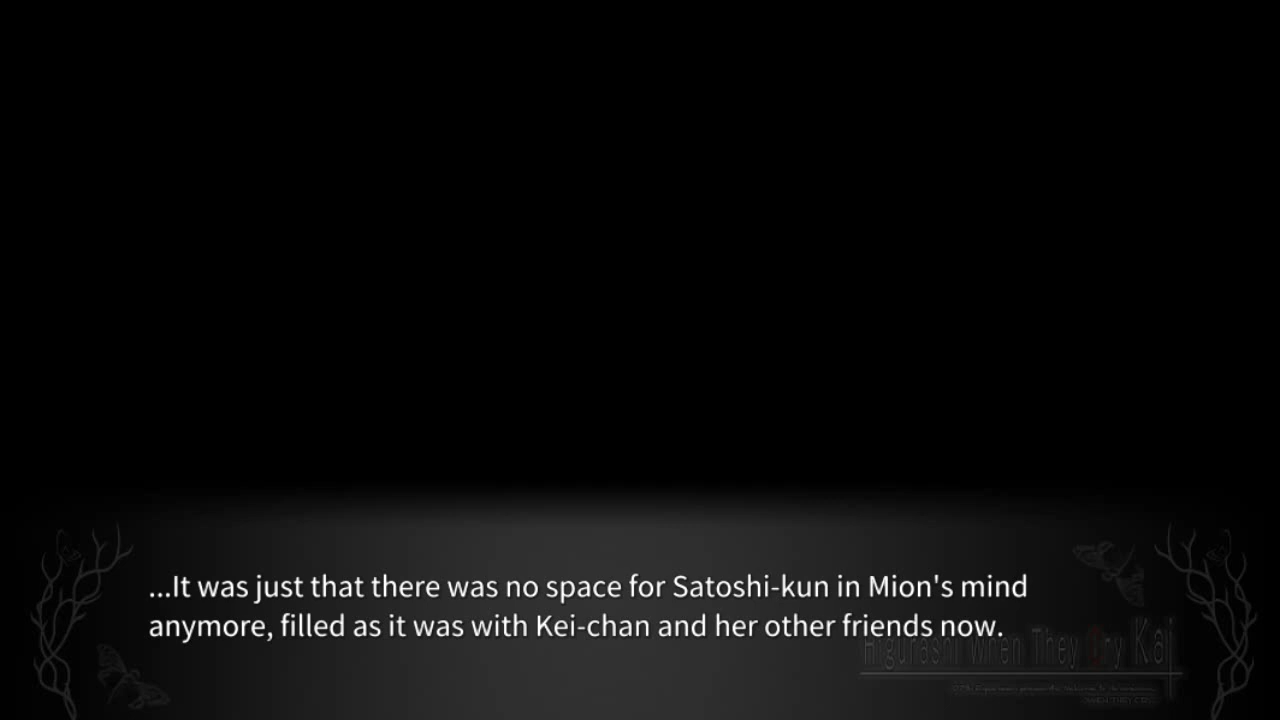 ...It was just that there was no space for Satoshi-kun in Mion's mind
anymore, filled as it was with Kei-chan and her other friends now.
Higurashi When They Cry Kai